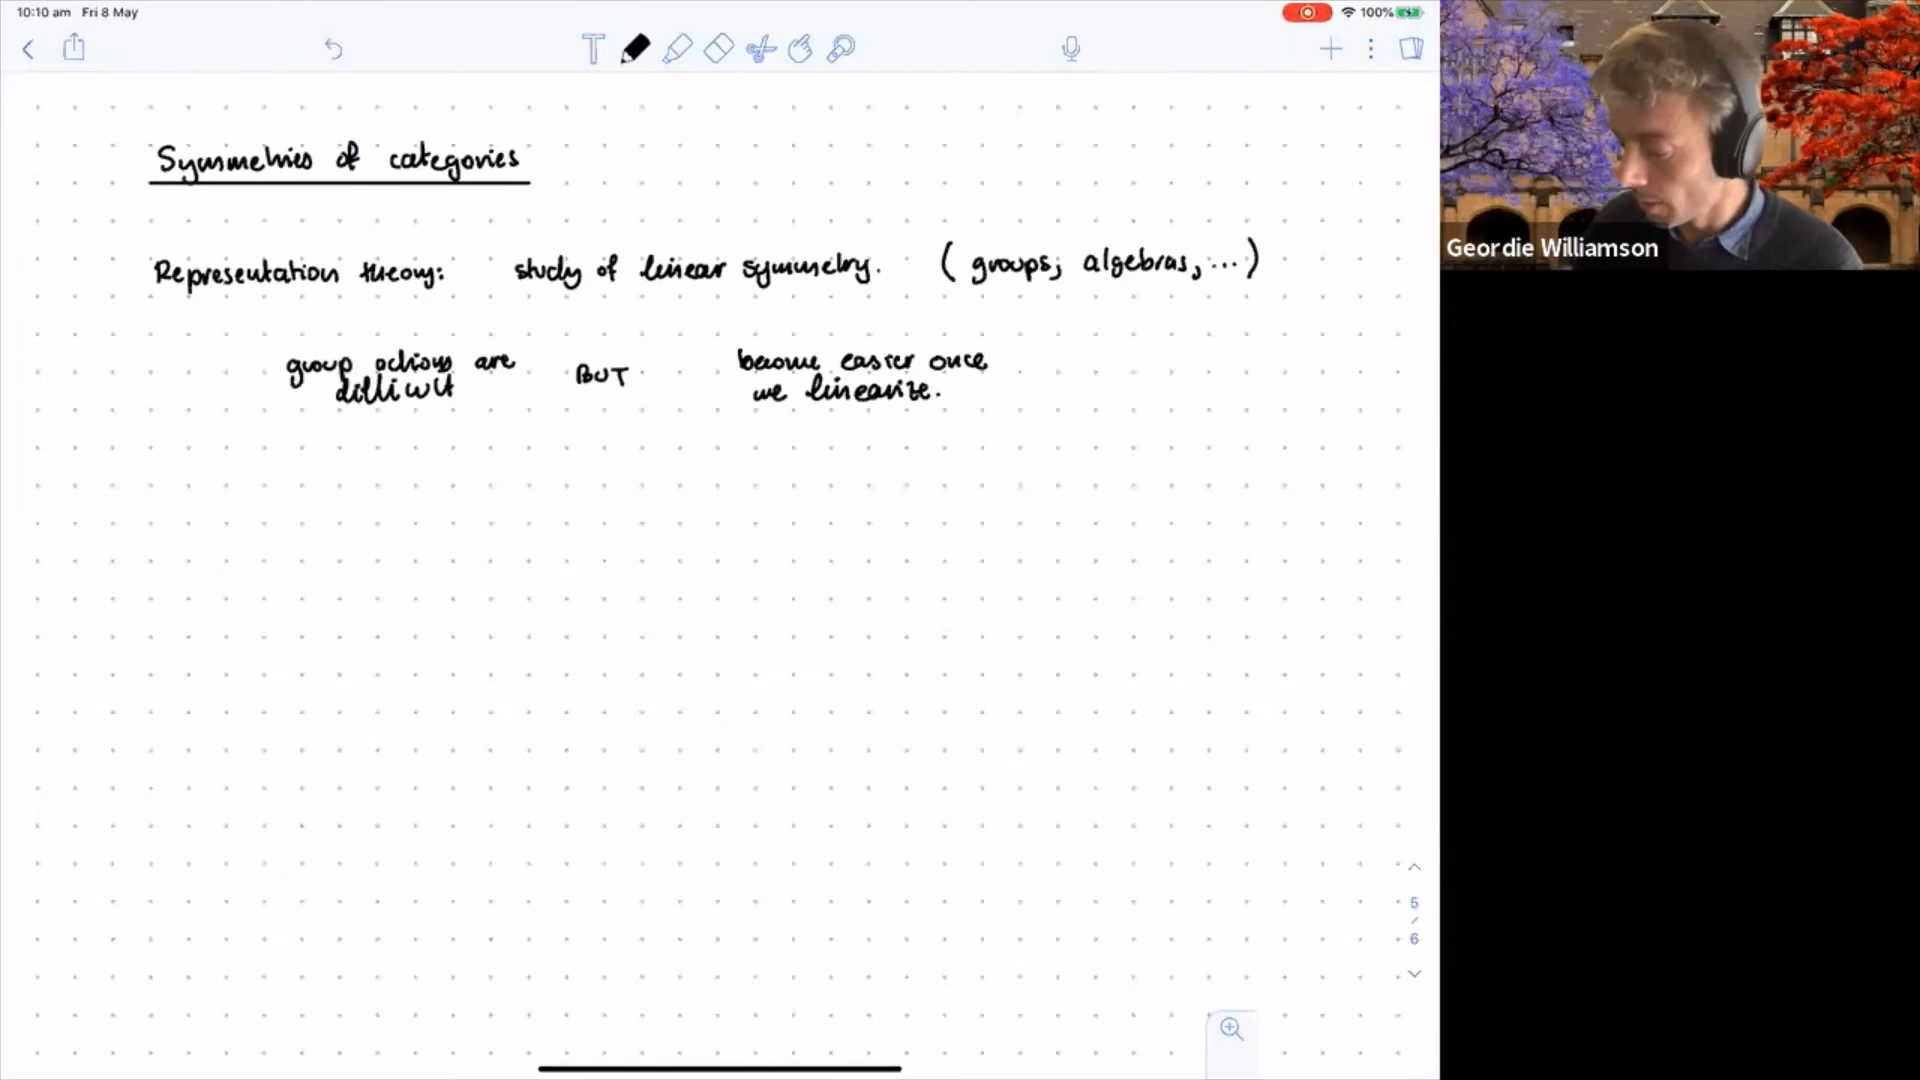 10:10 am Fri 8 May
100%
Symmetries of categories
Representation theory: study of linear symmetry. (groups, algebras, ...)
group actions are difficult
BUT
become easier once we linearize.
Geordie Williamson
5
/
6